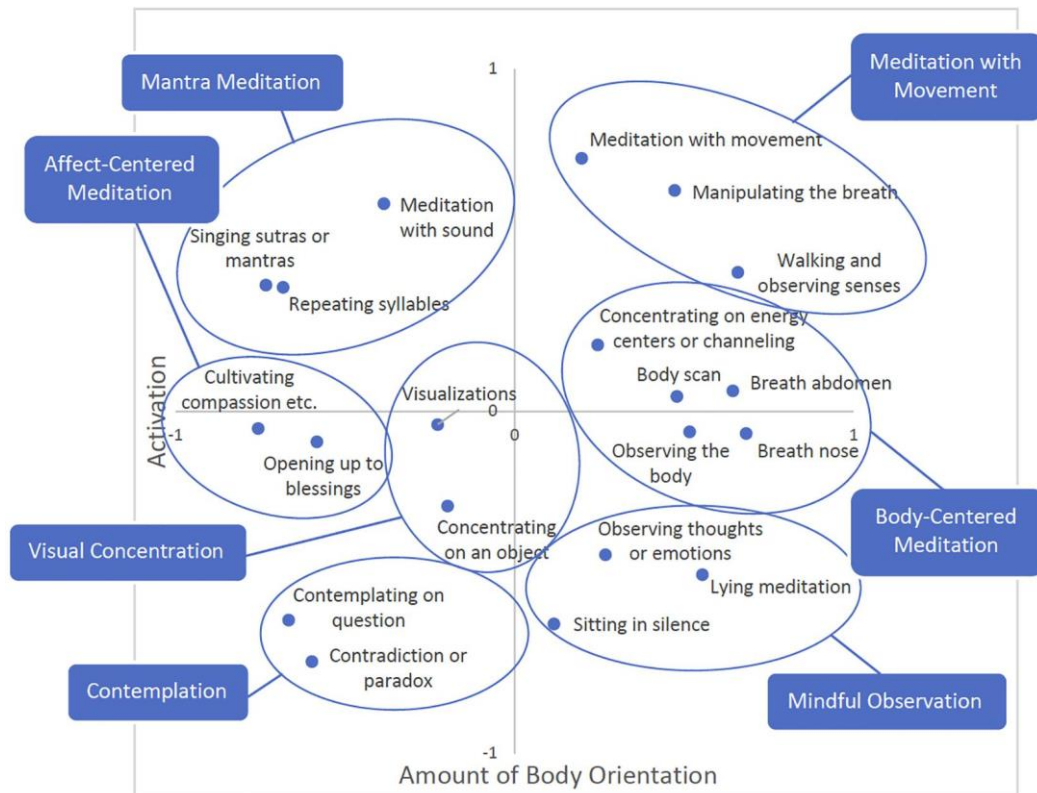 Mantra Meditation
Meditation with
Movement
Affect-Centered
Meditation
1
Meditation with movement
Manipulating the breath
Meditation
with sound
Singing sutras or
mantras
Repeating syllables
Walking and
observing senses
Concentrating on energy
centers or channeling
Body scan
Breath abdomen
Cultivating
compassion etc.
Visualizations
0
Activation
-1
0
1
Opening up to
blessings
Observing the
body
Breath nose
Concentrating
on an object
Observing thoughts
or emotions
Lying meditation
Body-Centered
Meditation
Visual Concentration
Contemplating on
question
Sitting in silence
Contradiction or
paradox
Contemplation
Mindful Observation
-1
Amount of Body Orientation